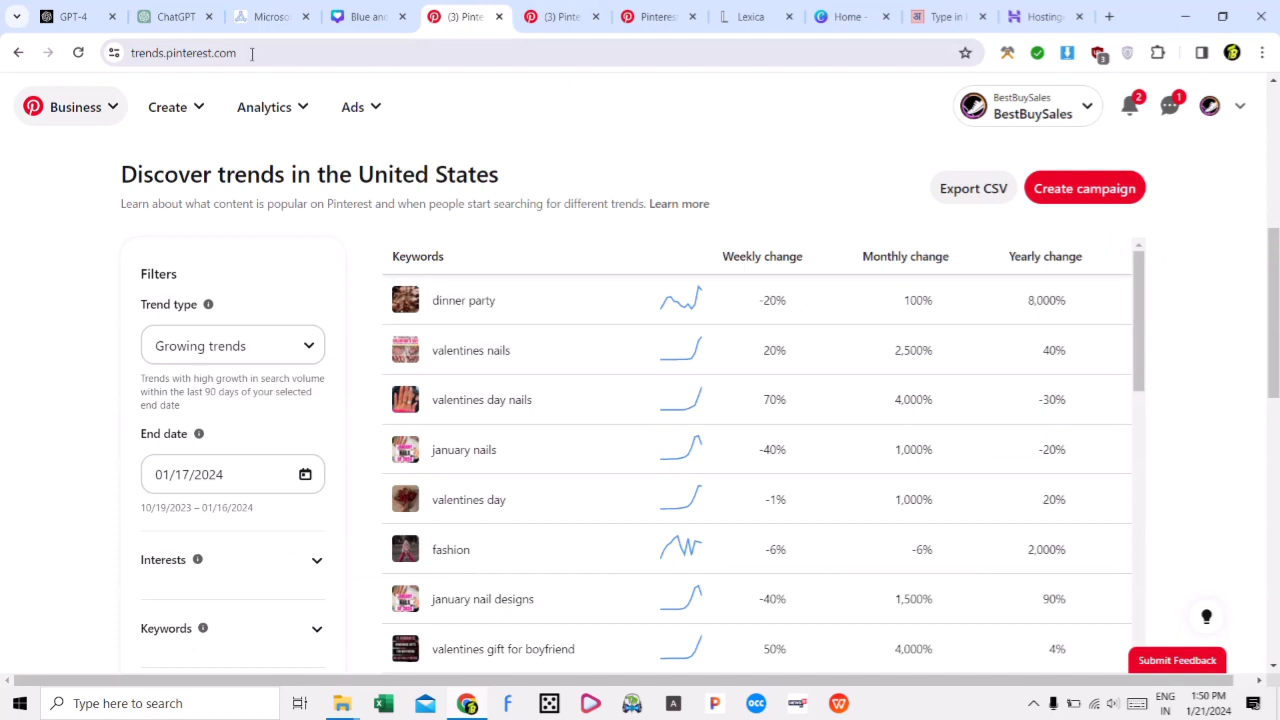 GPT-4
ChatGPT
Microso
Blue and
(3) Pinte
(3) Pinte
Pinteres
Lexica
Home -
Type in
Hosting
trends.pinterest.com
3
Business
Create
Analytics
Ads
BestBuySales
BestBuySales
2
1
Discover trends in the United States
Learn about what content is popular on Pinterest and when people start searching for different trends. Learn more
Export CSV
Create campaign
Filters
Trend type
Growing trends
Trends with high growth in search volume
within the last 90 days of your selected
end date
End date
01/17/2024
10/19/2023 – 01/16/2024
Interests
Keywords
Keywords Weekly change Monthly change Yearly change
dinner party -20% 100% 8,000%
valentines nails 20% 2,500% 40%
valentines day nails 70% 4,000% -30%
january nails -40% 1,000% -20%
valentines day -1% 1,000% 20%
fashion -6% -6% 2,000%
january nail designs -40% 1,500% 90%
valentines gift for boyfriend 50% 4,000% 4%
Submit Feedback
Type here to search
ENG
IN
1:50 PM
1/21/2024